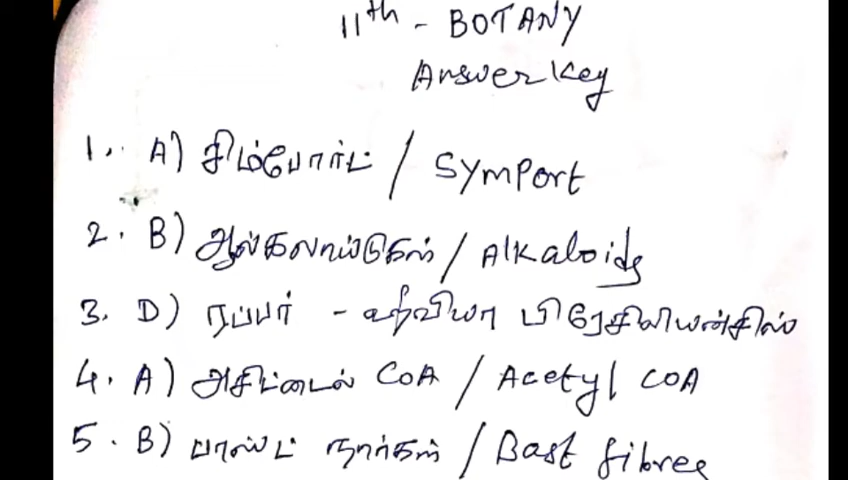 11th - BOTANY
Answer Key
1. A) சிம்போர்ட் / Symport
2. B) ஆல்கலாய்டுகள் / Alkaloids
3. D) ரப்பர் - ஹீவியா பிரேசிலியன்சிஸ்
4. A) அசிட்டைல் CoA / Acetyl COA
5. B) பாஸ்ட் நார்கள் / Bast fibres